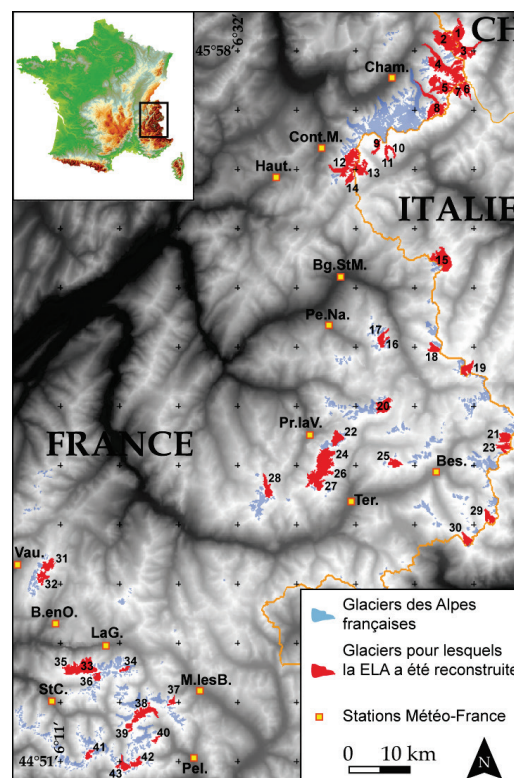 6°32'
45°58'
CH
1
2
3
4
5
6
7
8
Cham.
Cont.M.
9
10
11
12
13
14
Haut.
ITALIE
15
Bg.StM.
Pe.Na.
17
16
18
19
20
Pr.laV.
22
21
23
FRANCE
24
25
Bes.
26
27
28
Ter.
29
30
Vau.
31
32
B.enO.
LaG.
35
33
34
36
StC.
M.lesB.
37
38
39
40
41
42
43
Pel.
44°51'
6°11'
Glaciers des Alpes
françaises
Glaciers pour lesquels
la ELA a été reconstruite
Stations Météo-France
0
10 km
N